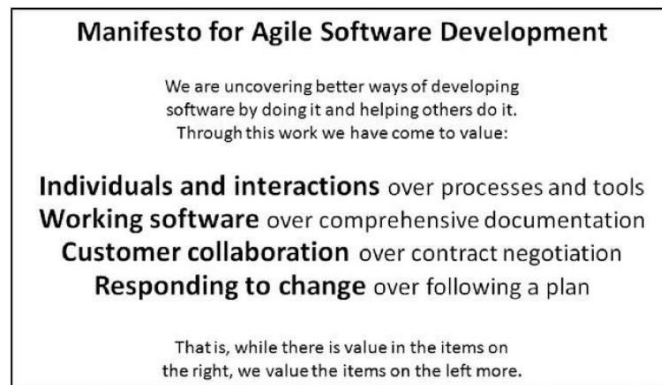 Manifesto for Agile Software Development
We are uncovering better ways of developing
software by doing it and helping others do it.
Through this work we have come to value:
Individuals and interactions over processes and tools
Working software over comprehensive documentation
Customer collaboration over contract negotiation
Responding to change over following a plan
That is, while there is value in the items on
the right, we value the items on the left more.